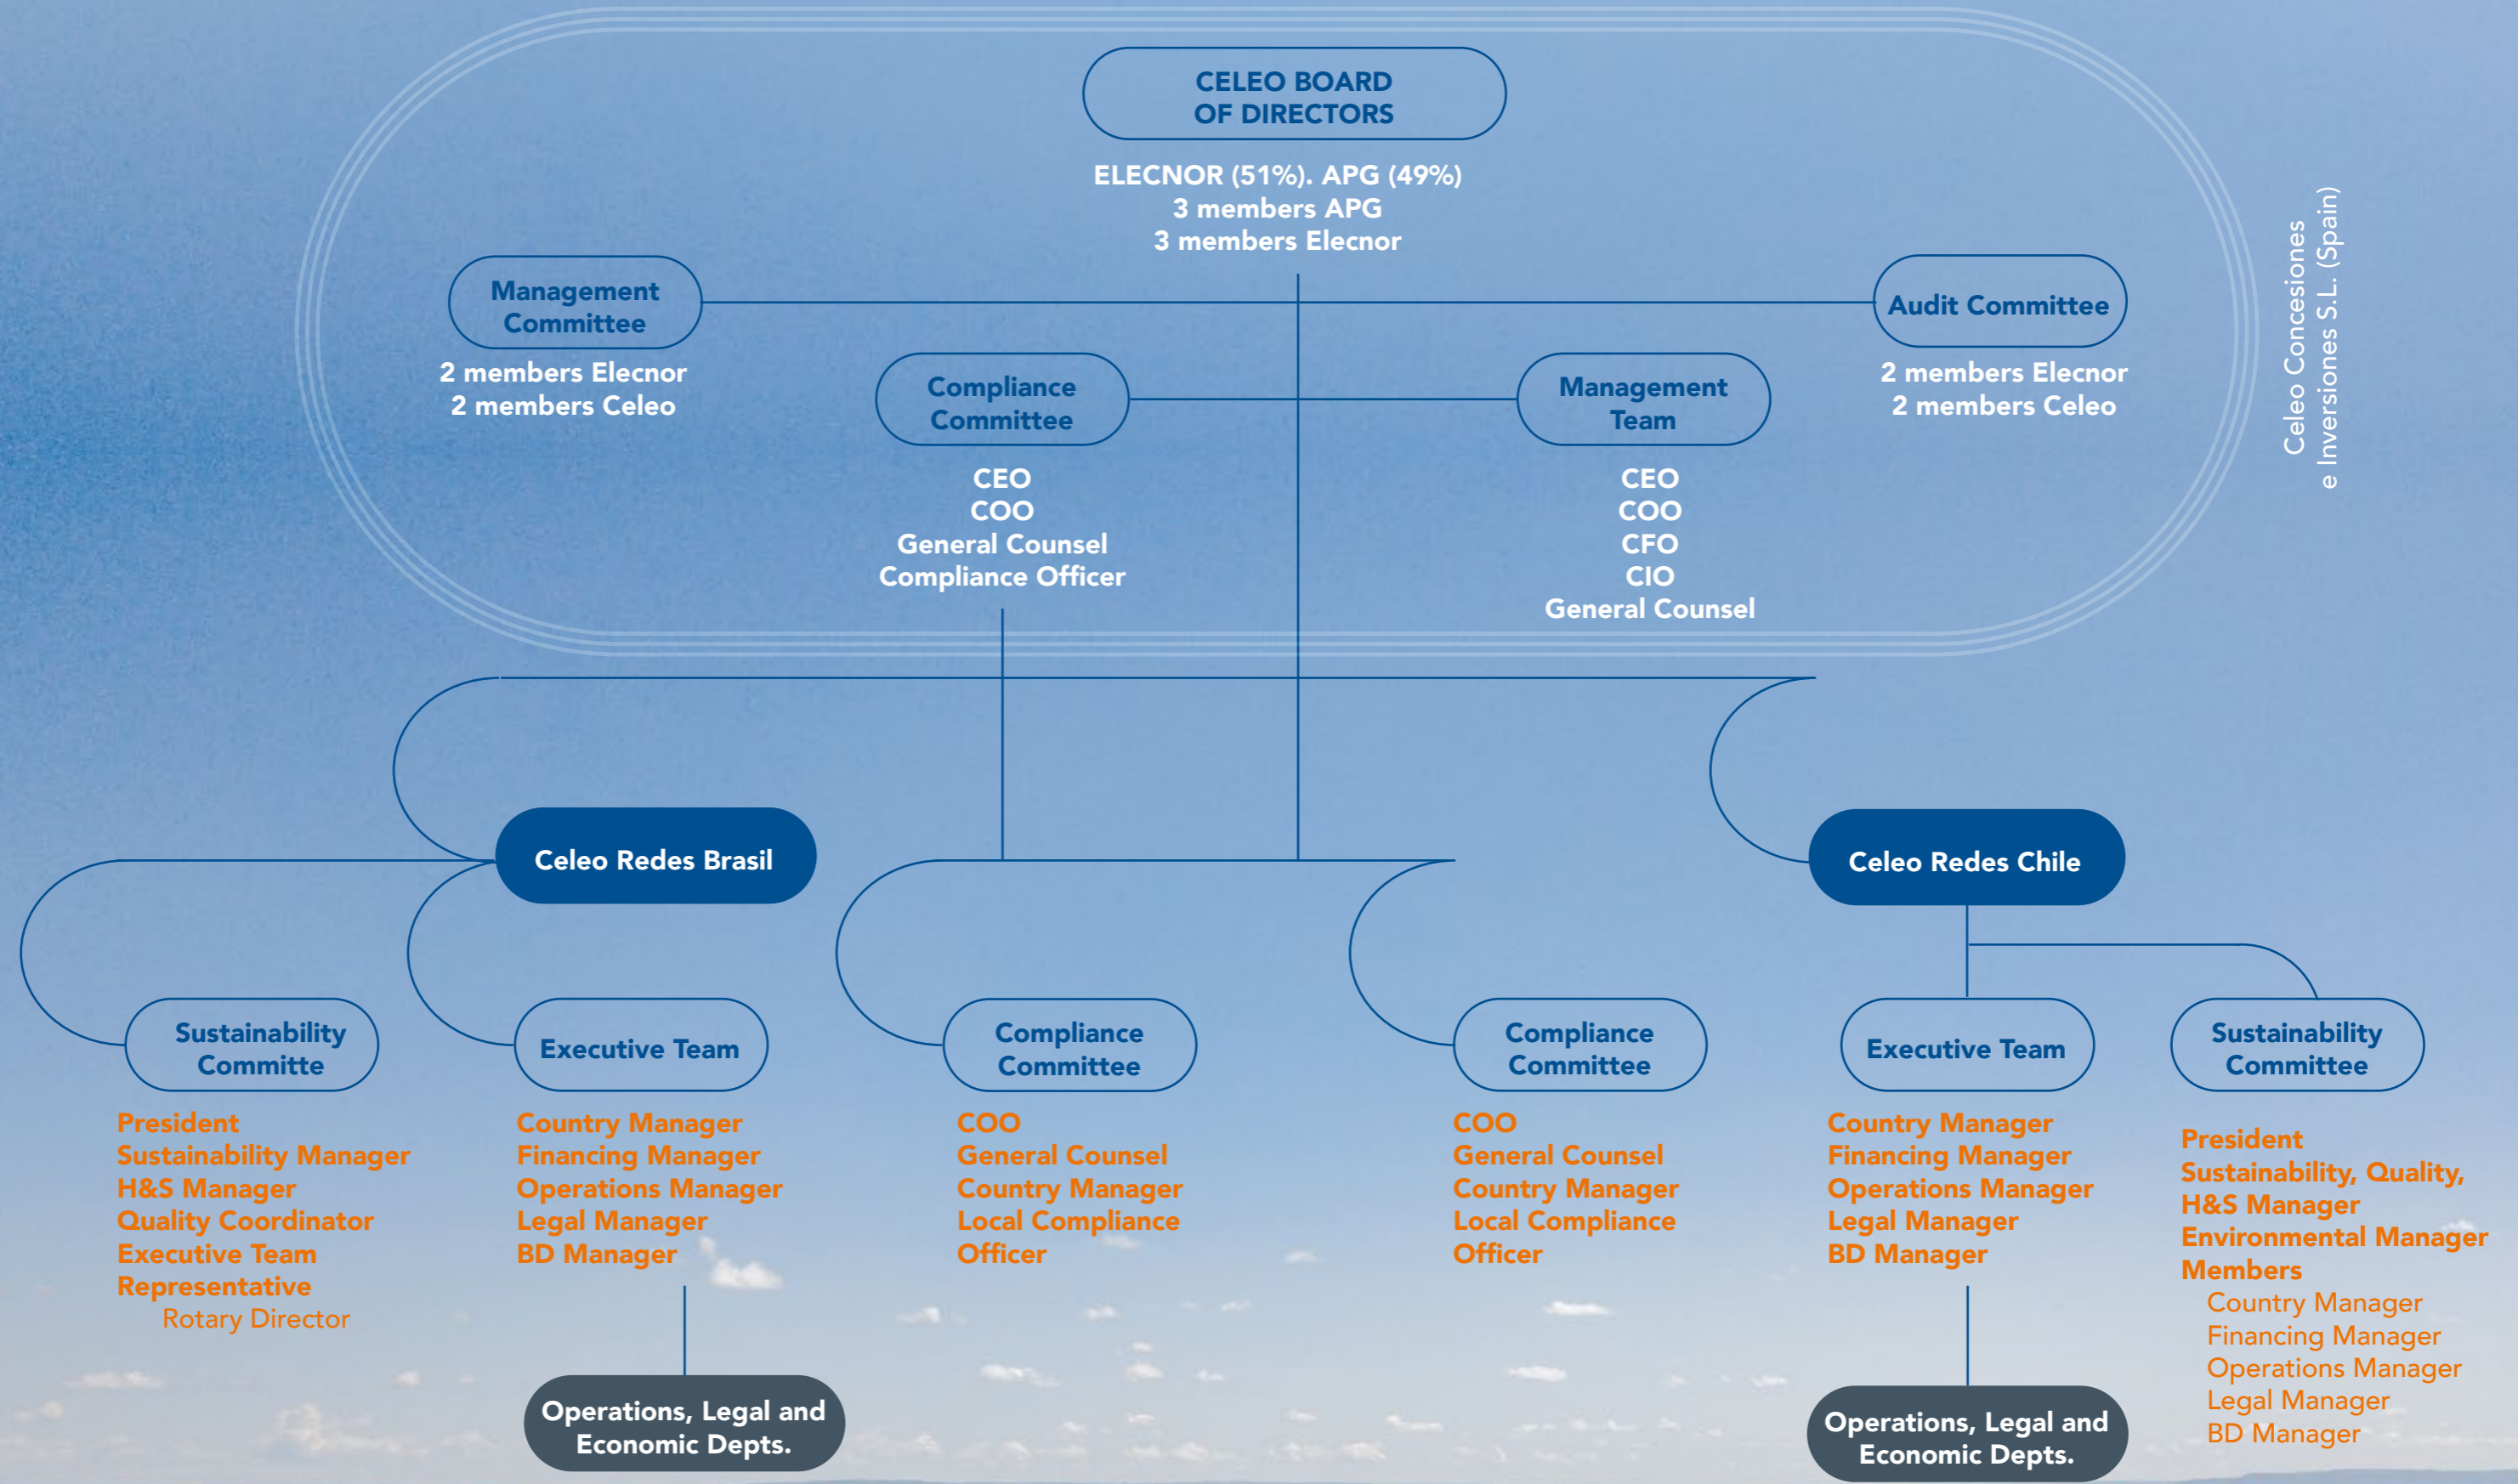 CELEO BOARD
OF DIRECTORS
ELECNOR (51%). APG (49%)
3 members APG
3 members Elecnor
Management
Committee
2 members Elecnor
2 members Celeo
Audit Committee
2 members Elecnor
2 members Celeo
Compliance
Committee
CEO
COO
General Counsel
Compliance Officer
Management
Team
CEO
COO
CFO
CIO
General Counsel
Celeo Concesiones
e Inversiones S.L. (Spain)
Celeo Redes Brasil
Celeo Redes Chile
Sustainability
Committe
President
Sustainability Manager
H&S Manager
Quality Coordinator
Executive Team
Representative
Rotary Director
Executive Team
Country Manager
Financing Manager
Operations Manager
Legal Manager
BD Manager
Operations, Legal and
Economic Depts.
Compliance
Committee
COO
General Counsel
Country Manager
Local Compliance
Officer
Compliance
Committee
COO
General Counsel
Country Manager
Local Compliance
Officer
Executive Team
Country Manager
Financing Manager
Operations Manager
Legal Manager
BD Manager
Operations, Legal and
Economic Depts.
Sustainability
Committee
President
Sustainability, Quality,
H&S Manager
Environmental Manager
Members
Country Manager
Financing Manager
Operations Manager
Legal Manager
BD Manager